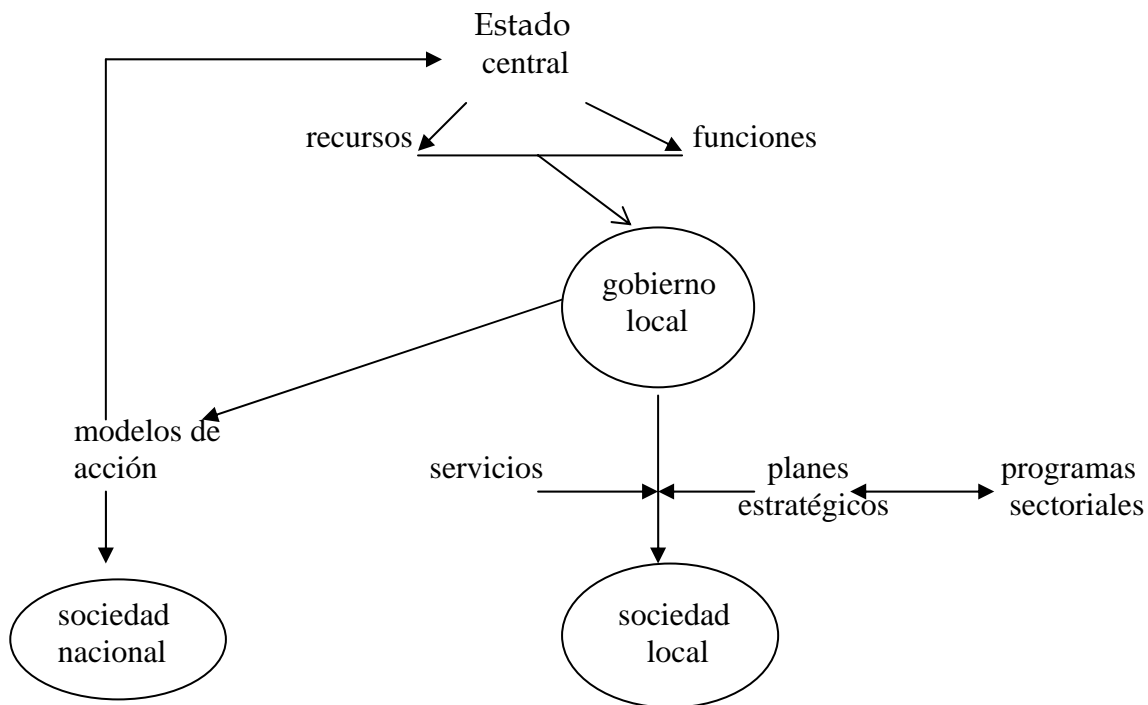 Estado
central
recursos
funciones
gobierno
local
modelos de
acción
servicios
planes
estratégicos
programas
sectoriales
sociedad
nacional
sociedad
local